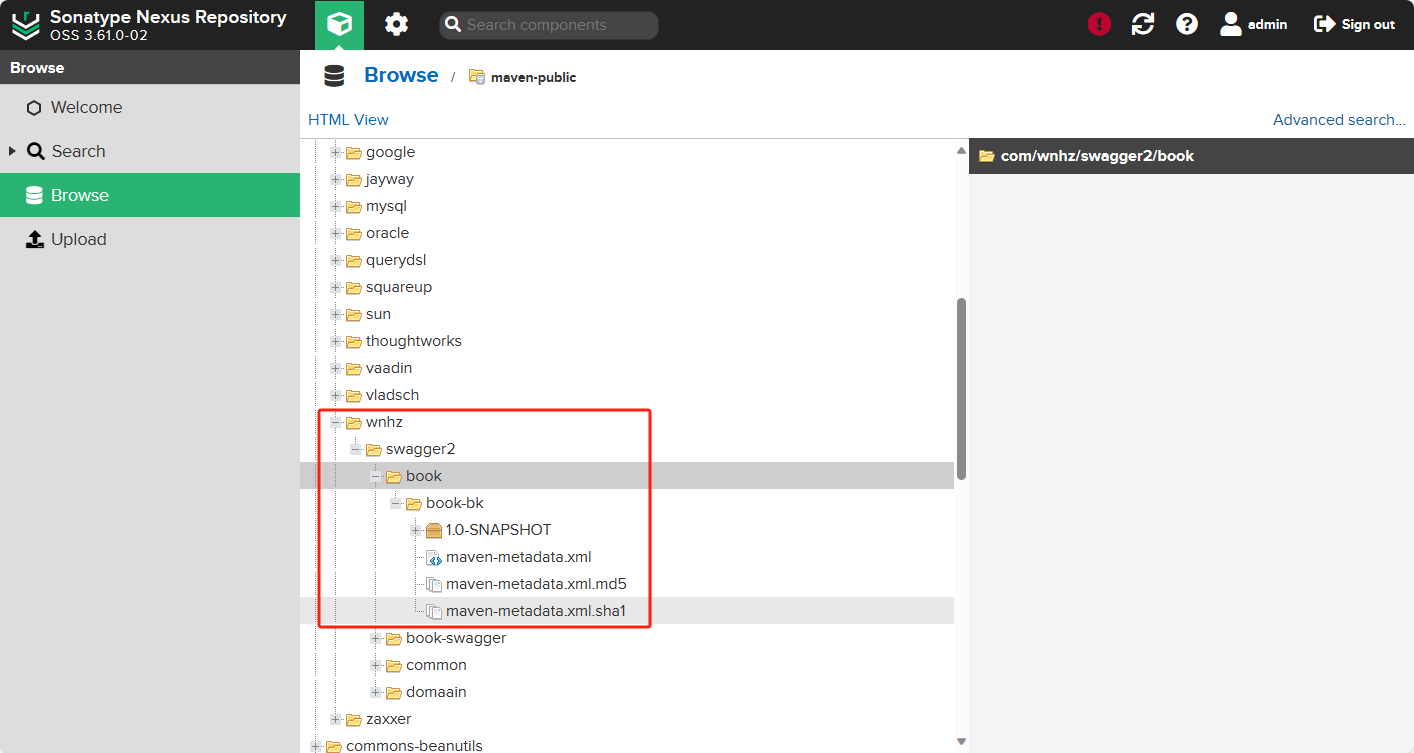 Sonatype Nexus Repository
OSS 3.61.0-02
Search components
admin
Sign out
Browse
Welcome
Search
Browse
Upload
Browse / maven-public
HTML View
Advanced search...
google
jayway
mysql
oracle
querydsl
squareup
sun
thoughtworks
vaadin
vladsch
wnhz
swagger2
book
book-bk
1.0-SNAPSHOT
maven-metadata.xml
maven-metadata.xml.md5
maven-metadata.xml.sha1
book-swagger
common
domaain
zaxxer
commons-beanutils
com/wnhz/swagger2/book